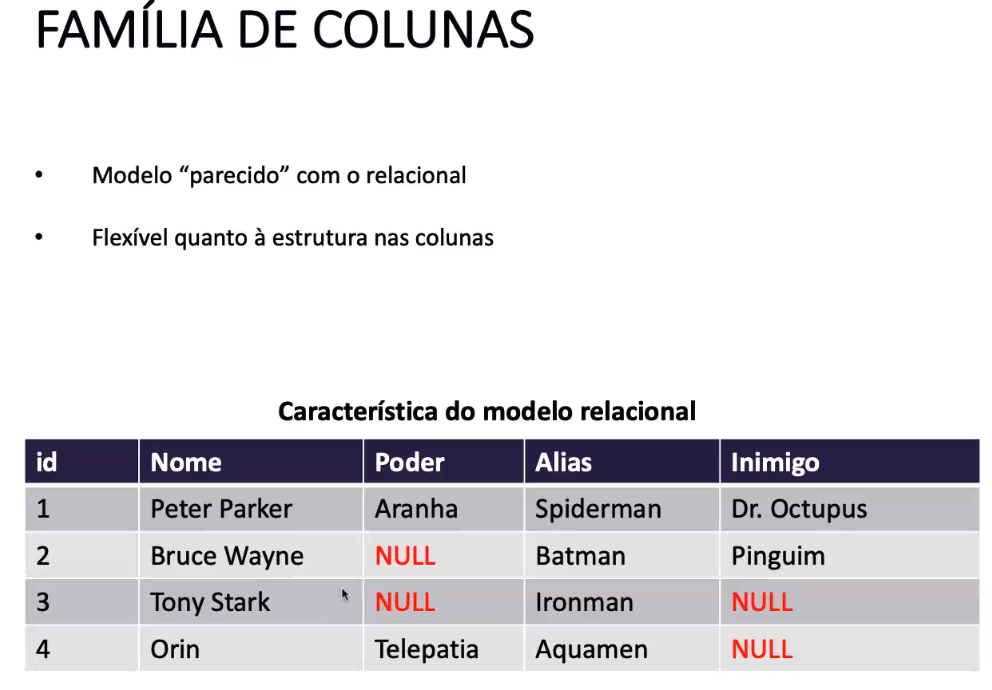 FAMÍLIA DE COLUNAS
• Modelo “parecido” com o relacional
• Flexível quanto à estrutura nas colunas
Característica do modelo relacional
id Nome Poder Alias Inimigo
1 Peter Parker Aranha Spiderman Dr. Octupus
2 Bruce Wayne NULL Batman Pinguim
3 Tony Stark NULL Ironman NULL
4 Orin Telepatia Aquamen NULL